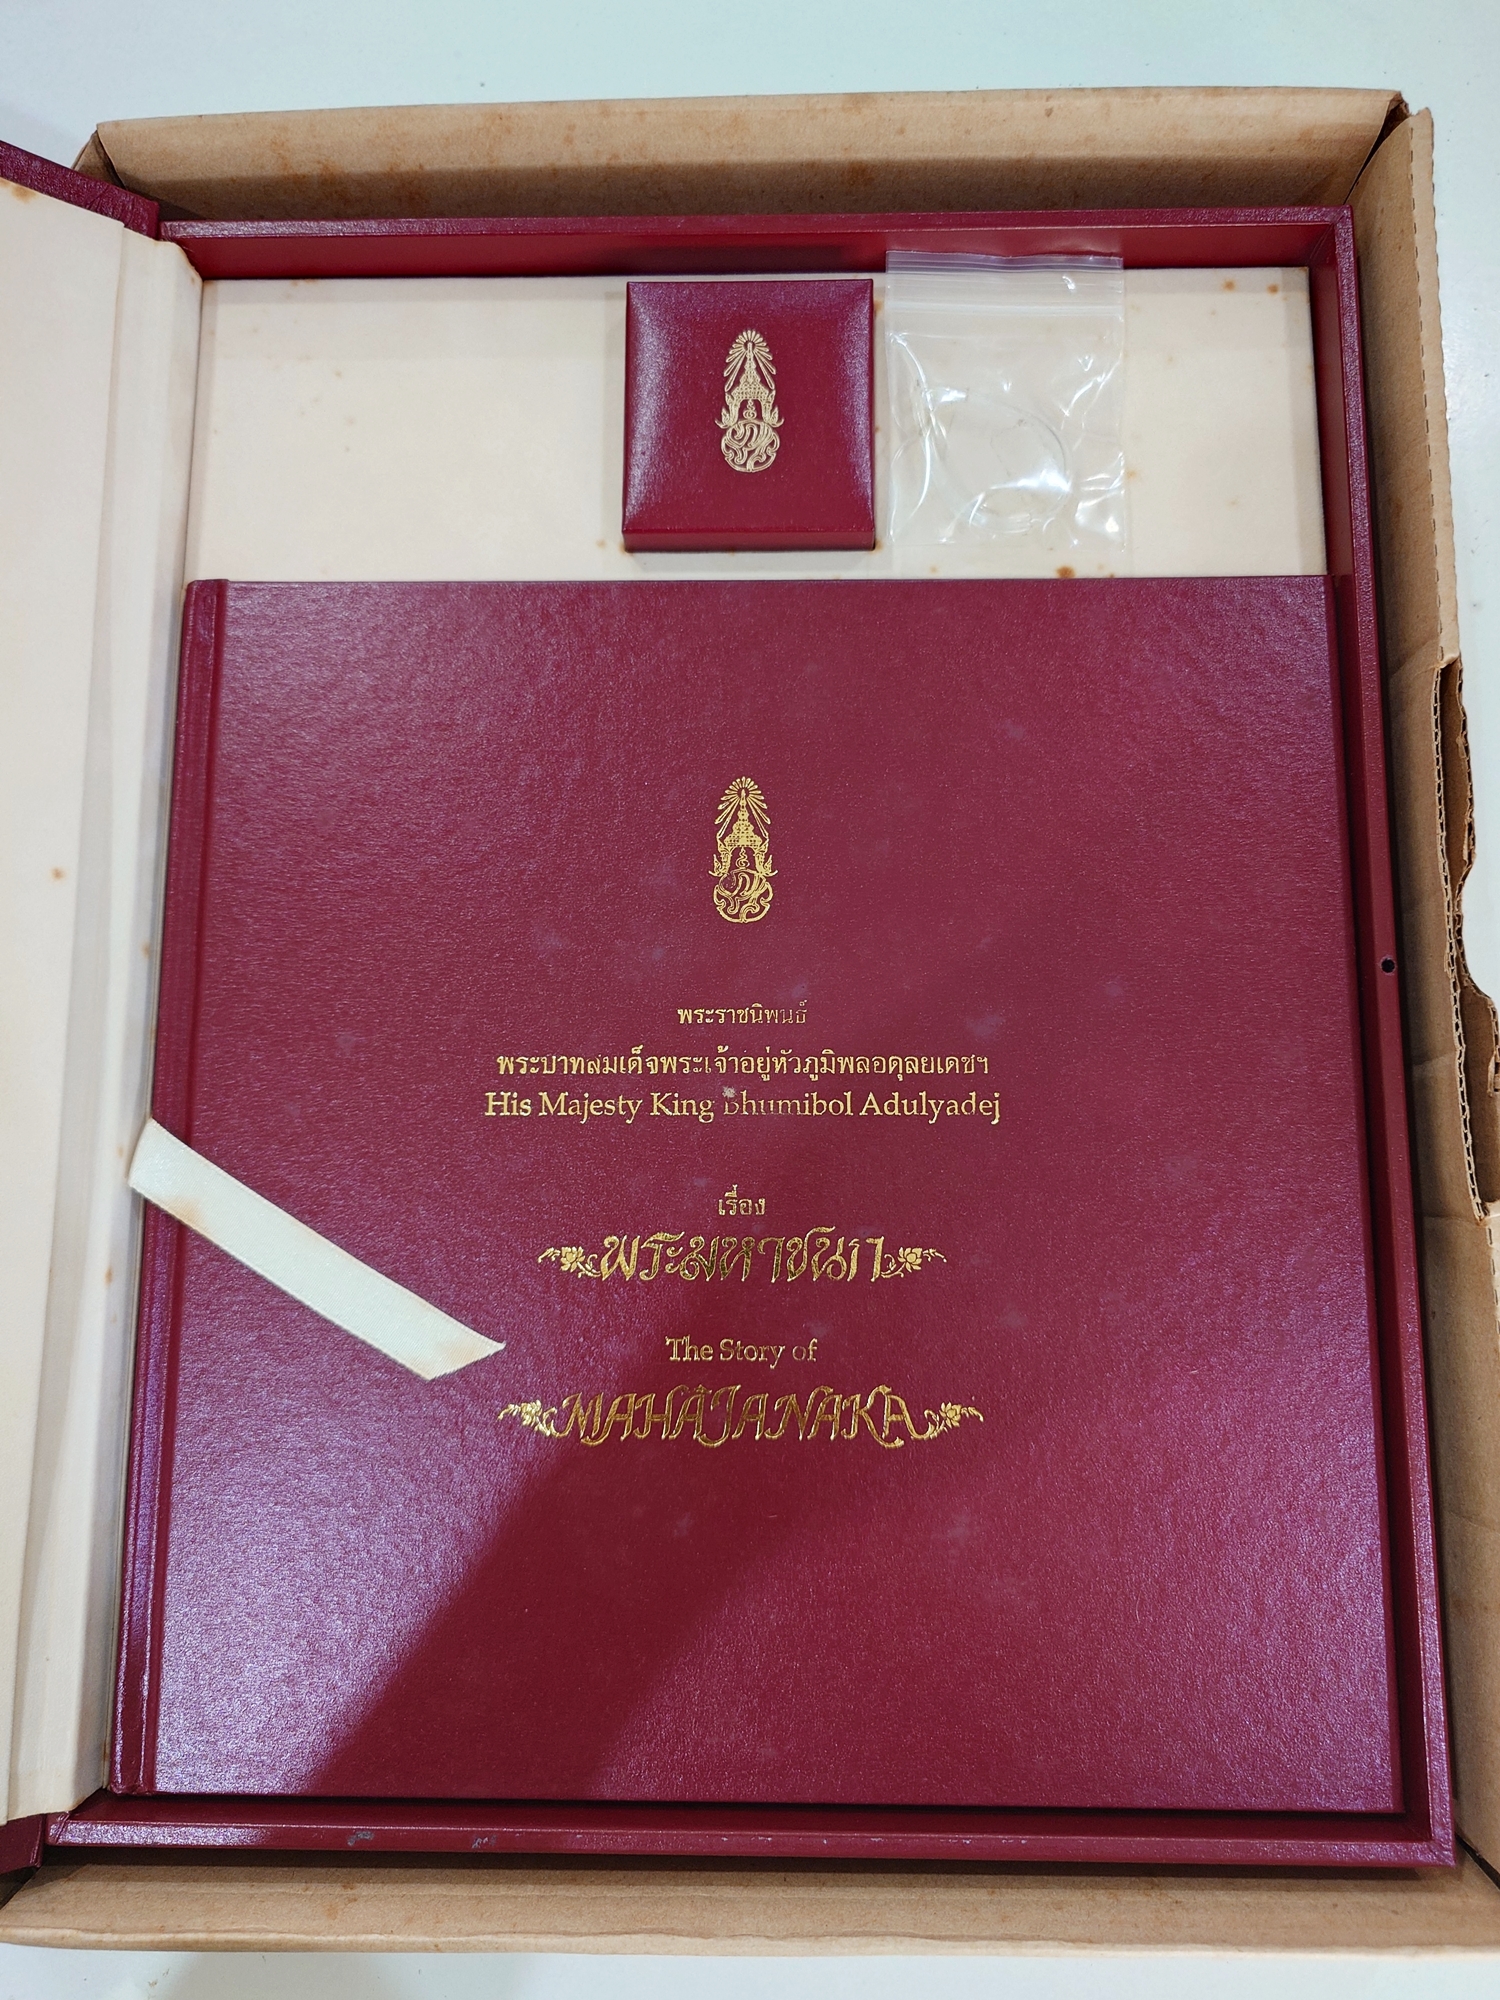 พระราชนิพนธ์
พระบาทสมเด็จพระเจ้าอยู่หัวภูมิพลอดุลยเดชฯ
His Majesty King Bhumibol Adulyadej
เรื่อง
พระมหาชนก
The Story of
MAHAJANAKA